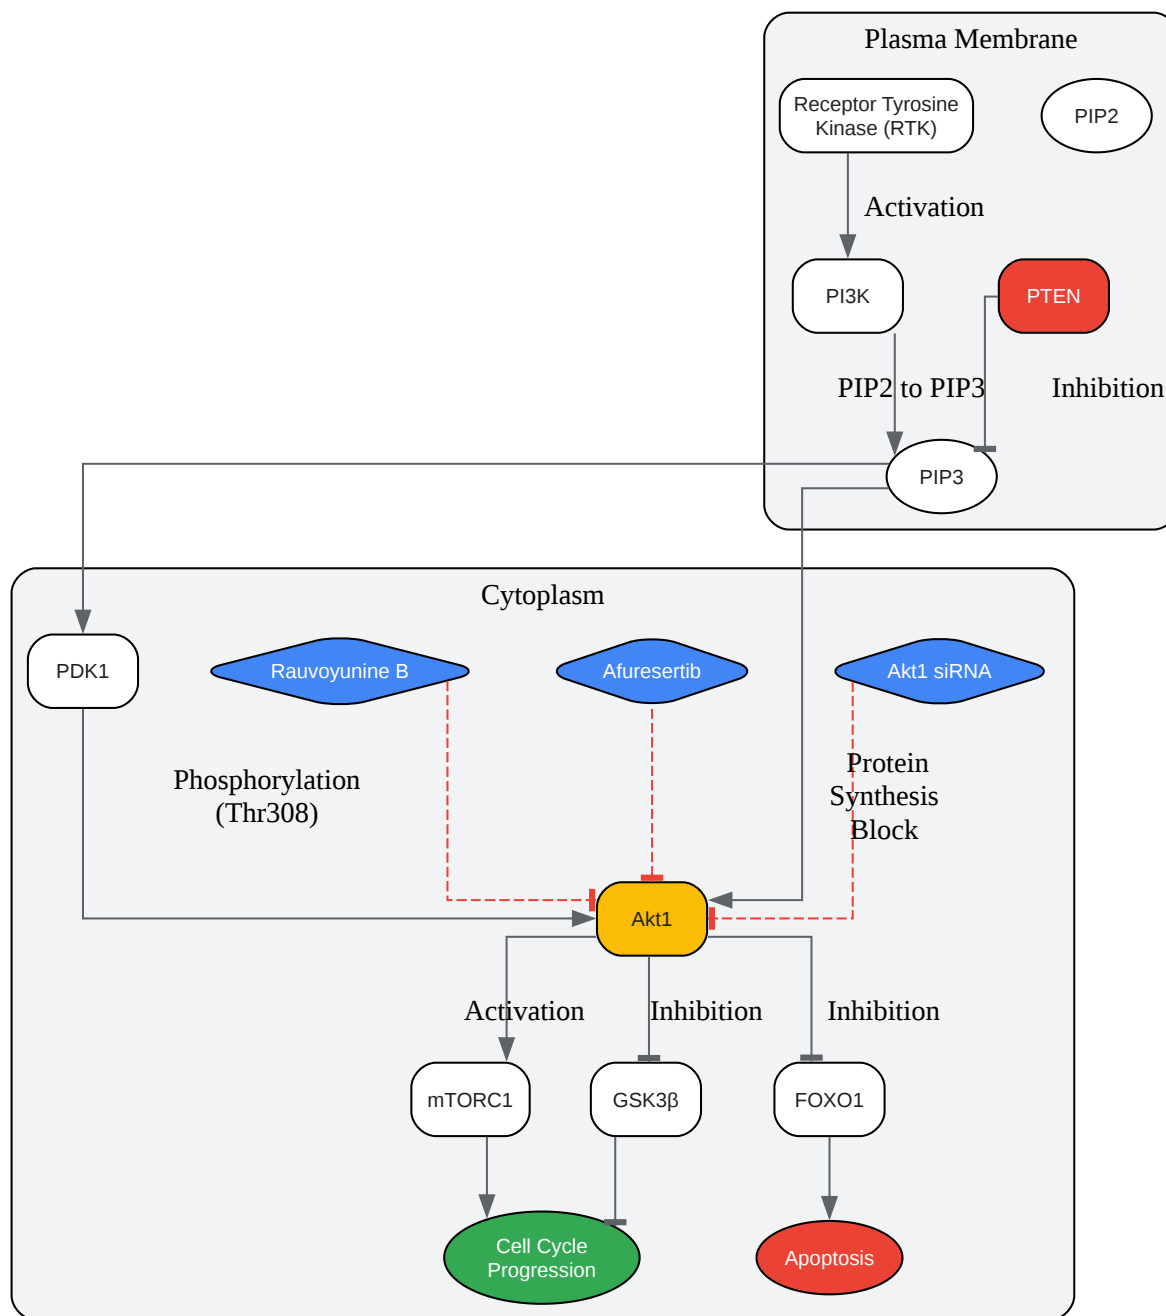 Plasma Membrane
Receptor Tyrosine
Kinase (RTK)
PIP2
Activation
PI3K
PTEN
PIP2 to PIP3
Inhibition
PIP3
Cytoplasm
PDK1
Rauvoyunine B
Afuresertib
Akt1 siRNA
Phosphorylation
(Thr308)
Protein
Synthesis
Block
Akt1
Activation
Inhibition
Inhibition
mTORC1
GSK3β
FOXO1
Cell Cycle
Progression
Apoptosis